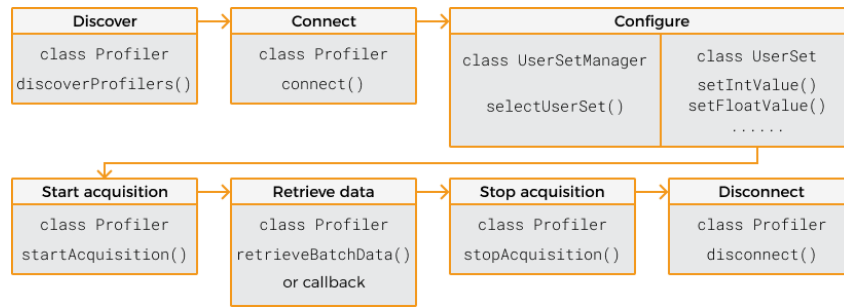 Discover
class Profiler
discoverProfilers()
Connect
class Profiler
connect()
Configure
class UserSetManager
selectUserSet()
class UserSet
setIntValue()
setFloatValue()
......
Start acquisition
class Profiler
startAcquisition()
Retrieve data
class Profiler
retrieveBatchData()
or callback
Stop acquisition
class Profiler
stopAcquisition()
Disconnect
class Profiler
disconnect()